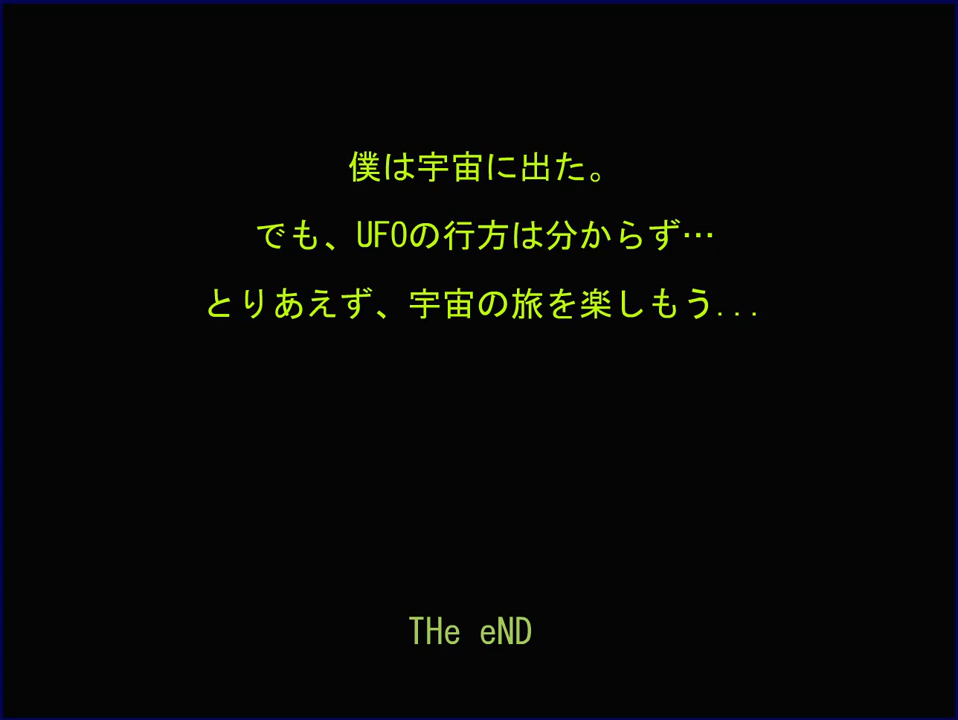 僕は宇宙に出た。
でも、UFOの行方は分からず…
とりあえず、宇宙の旅を楽しもう...
THe eND